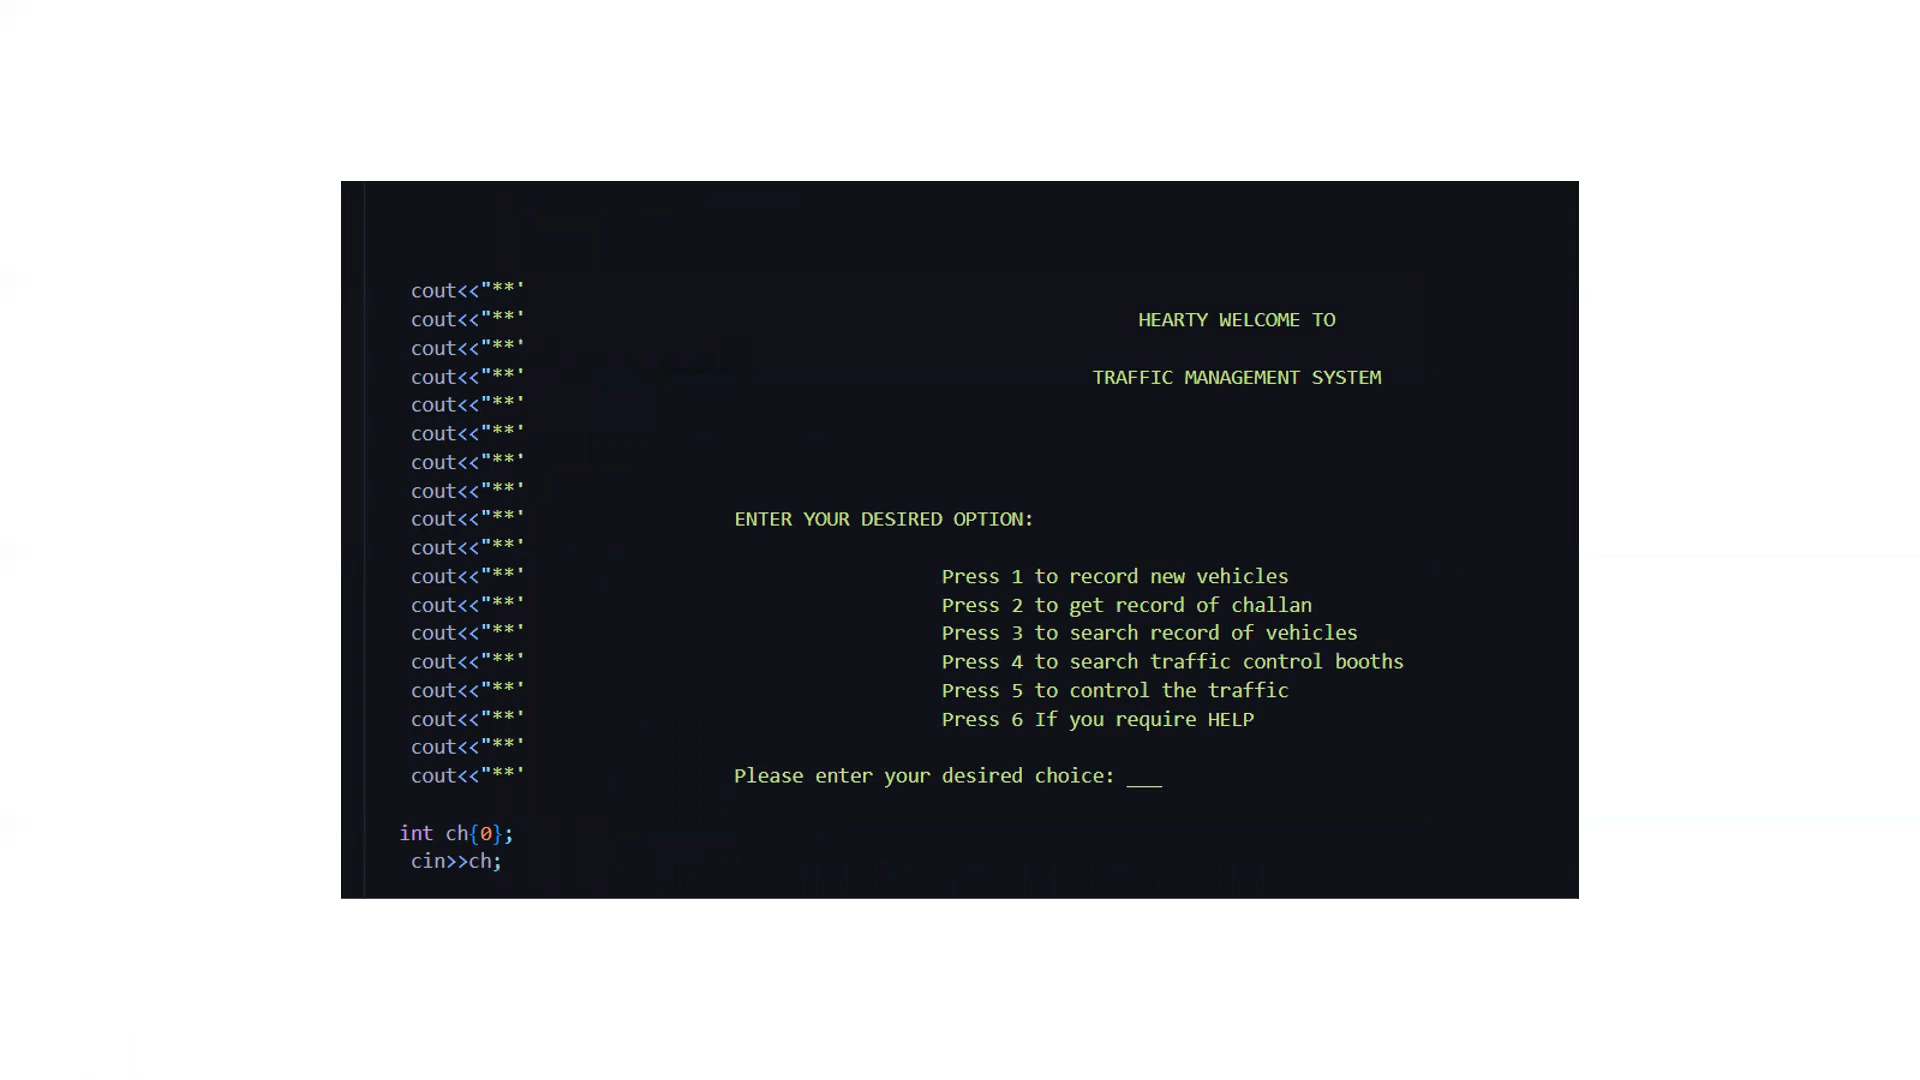 cout<<"**'
cout<<"**' HEARTY WELCOME TO
cout<<"**'
cout<<"**' TRAFFIC MANAGEMENT SYSTEM
cout<<"**'
cout<<"**'
cout<<"**'
cout<<"**'
cout<<"**' ENTER YOUR DESIRED OPTION:
cout<<"**'
cout<<"**' Press 1 to record new vehicles
cout<<"**' Press 2 to get record of challan
cout<<"**' Press 3 to search record of vehicles
cout<<"**' Press 4 to search traffic control booths
cout<<"**' Press 5 to control the traffic
cout<<"**' Press 6 If you require HELP
cout<<"**'
cout<<"**' Please enter your desired choice: ___
int ch{0};
cin>>ch;